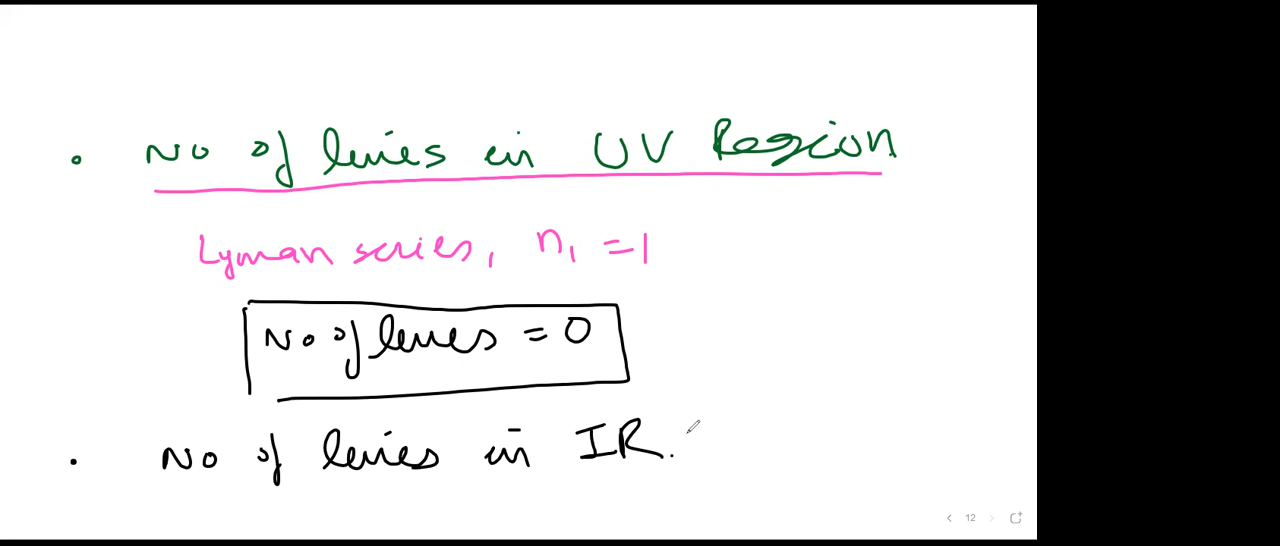 . No of lines in UV Region
Lyman series, n₁ = 1
No of lines = 0
. No of lines in IR.
12